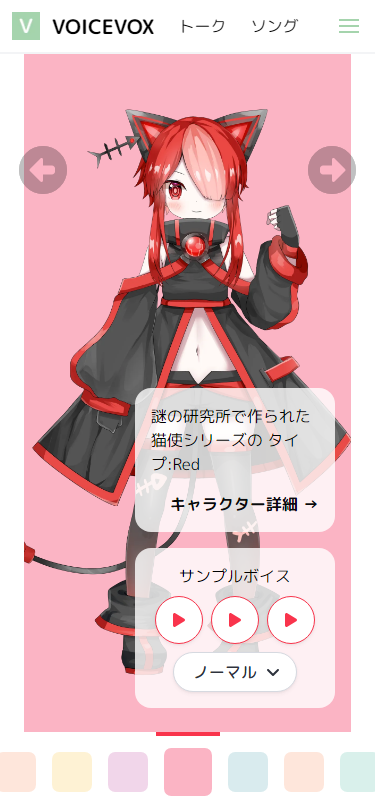 V VOICEVOX トーク ソング
謎の研究所で作られた
猫使シリーズの タイ
プ:Red
キャラクター詳細 →
サンプルボイス
ノーマル